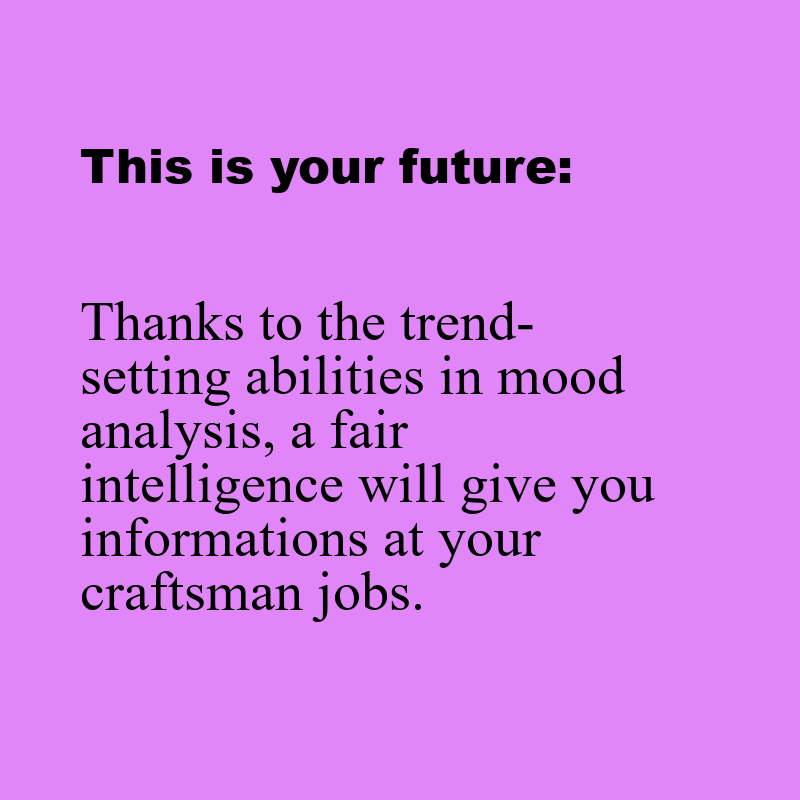 This is your future:
Thanks to the trend-
setting abilities in mood
analysis, a fair
intelligence will give you
informations at your
craftsman jobs.